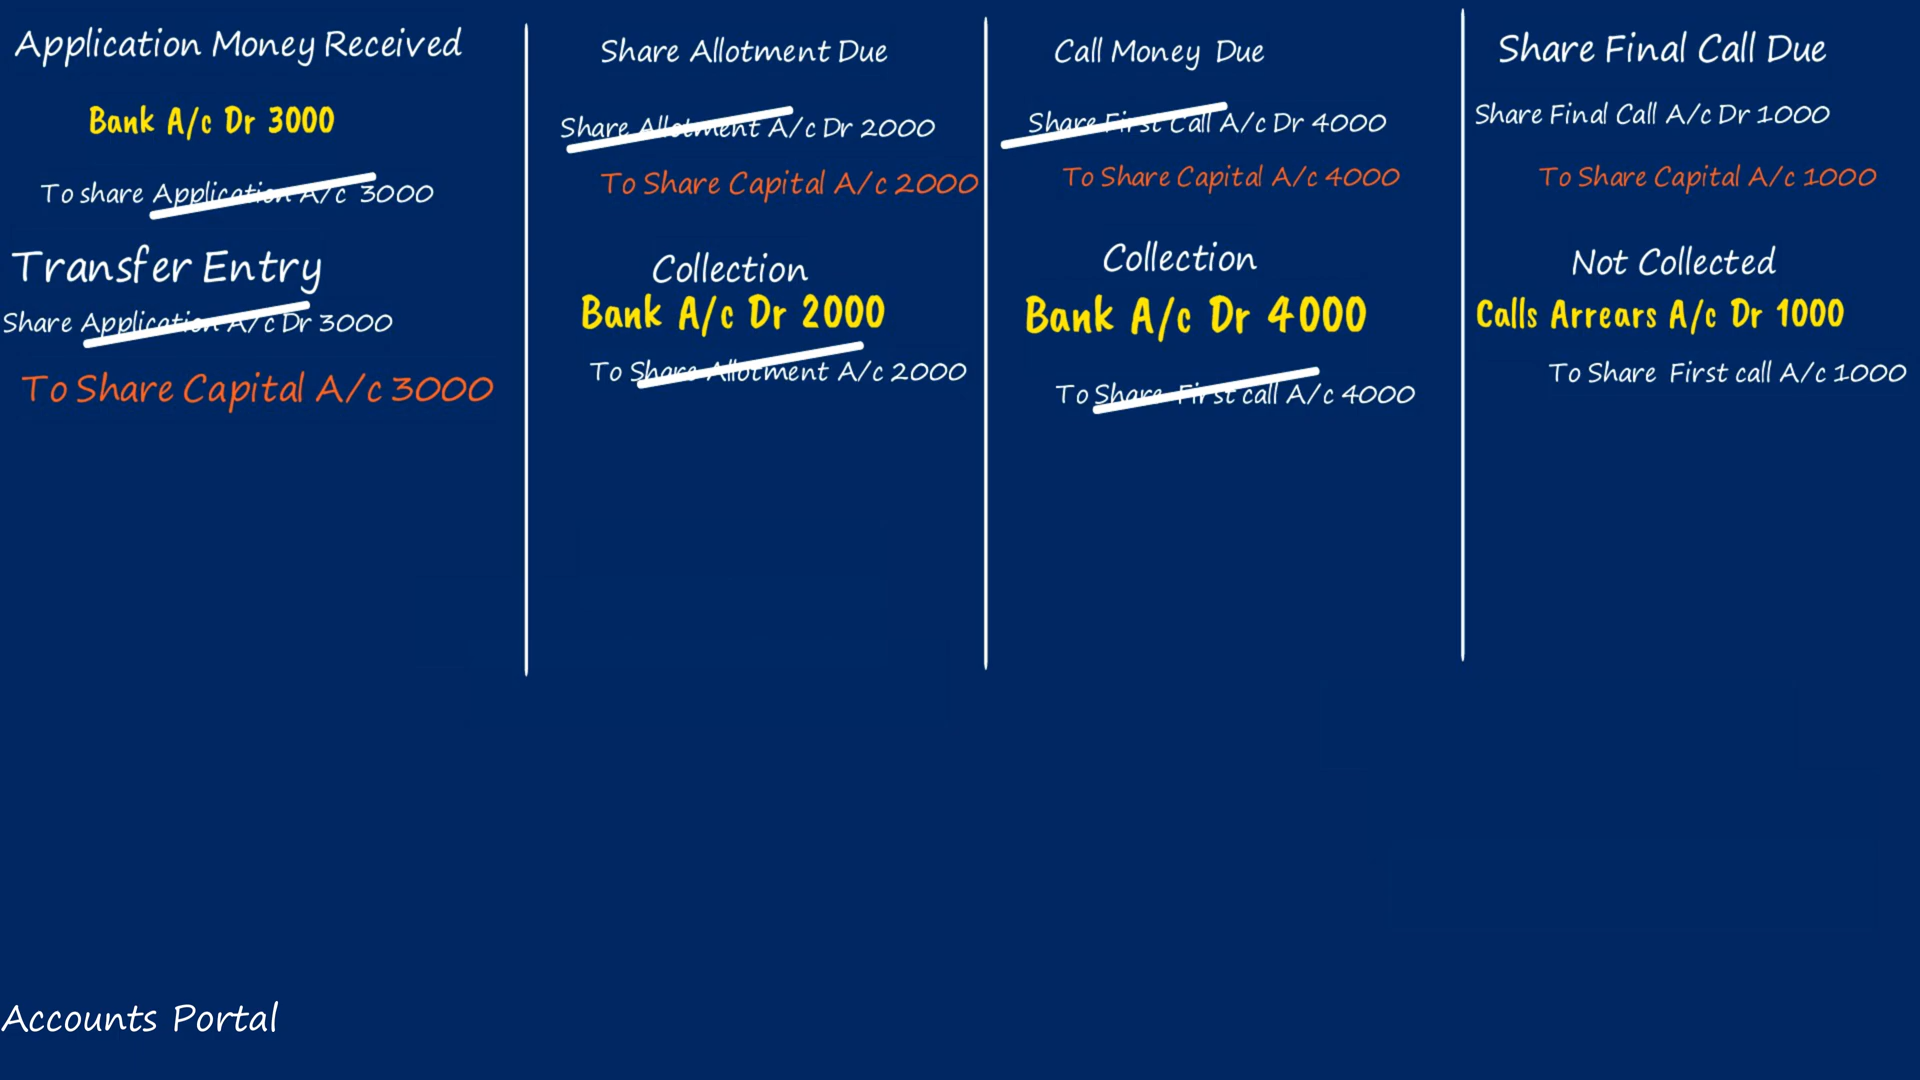 Application Money Received
Bank A/c Dr 3000
To share Application A/c 3000
Transfer Entry
Share Application A/c Dr 3000
To Share Capital A/c 3000
Share Allotment Due
Share Allotment A/c Dr 2000
To Share Capital A/c 2000
Collection
Bank A/c Dr 2000
To Share Allotment A/c 2000
Call Money Due
Share First Call A/c Dr 4000
To Share Capital A/c 4000
Collection
Bank A/c Dr 4000
To Share First call A/c 4000
Share Final Call Due
Share Final Call A/c Dr 1000
To Share Capital A/c 1000
Not Collected
Calls Arrears A/c Dr 1000
To Share First call A/c 1000
Accounts Portal